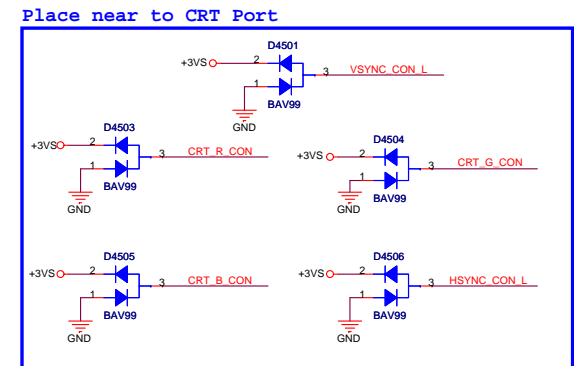 Place near to CRT Port
D4501
+3VS 2 3 VSYNC_CON_L
1
BAV99
GND
D4503
+3VS 2 3 CRT_R_CON
1
BAV99
GND
D4504
+3VS 2 3 CRT_G_CON
1
BAV99
GND
D4505
+3VS 2 3 CRT_B_CON
1
BAV99
GND
D4506
+3VS 2 3 HSYNC_CON_L
1
BAV99
GND